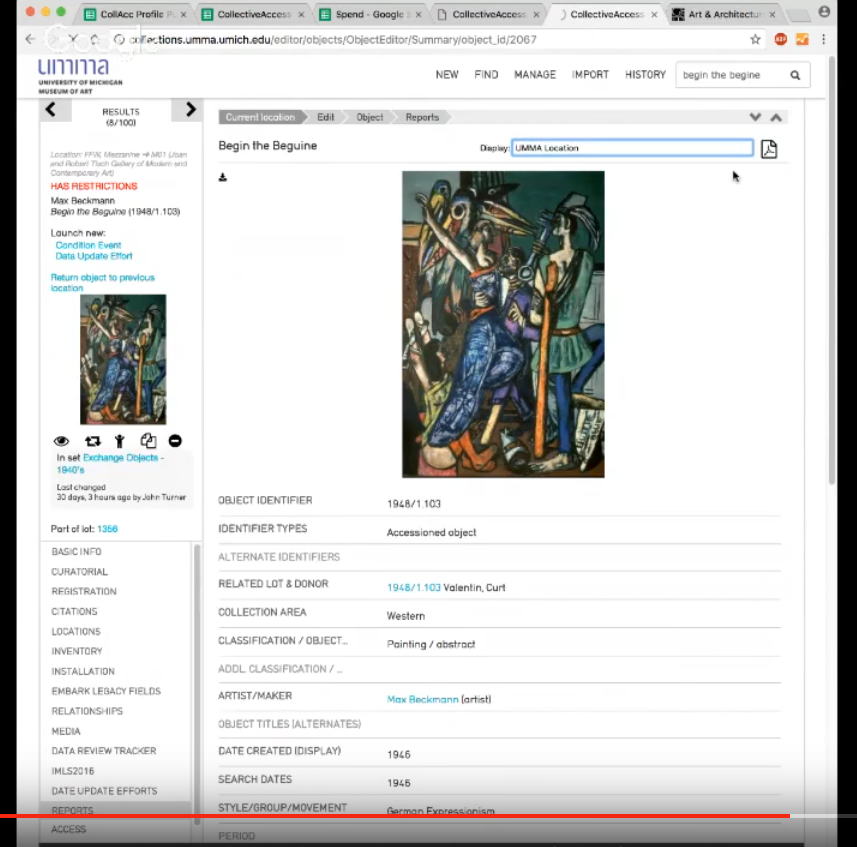 CollAcc Profile
CollectiveAccess
Spend - Google
CollectiveAccess
CollectiveAccess
Art & Architectu
Google
collections.umma.umich.edu/editor/objects/ObjectEditor/Summary/object_id/2067
umma
UNIVERSITY OF MICHIGAN
MUSEUM OF ART
NEW FIND MANAGE IMPORT HISTORY
begin the begine
RESULTS
(8/100)
Current location Edit Object Reports
Begin the Beguine
Display: UMMA Location
Mezzanine ➔ M01 (Joan
and Robert Tisch Gallery of Modern and
Contemporary Art)
HAS RESTRICTIONS
Max Beckmann
Begin the Beguine (1948/1.103)
Launch new:
Condition Event
Data Update Effort
Return object to previous
location
In set Exchange Objects -
1940's
Last changed
30 days, 3 hours ago by John Turner
Part of lot: 1356
BASIC INFO
CURATORIAL
REGISTRATION
CITATIONS
LOCATIONS
INVENTORY
INSTALLATION
EMBARK LEGACY FIELDS
RELATIONSHIPS
MEDIA
DATA REVIEW TRACKER
IMLS2016
DATE UPDATE EFFORTS
REPORTS
ACCESS
OBJECT IDENTIFIER 1948/1.103
IDENTIFIER TYPES Accessioned object
ALTERNATE IDENTIFIERS
RELATED LOT & DONOR 1948/1.103 Valentin, Curt
COLLECTION AREA Western
CLASSIFICATION / OBJECT... Painting / abstract
ADDL. CLASSIFICATION / ...
ARTIST/MAKER Max Beckmann (artist)
OBJECT TITLES (ALTERNATES)
DATE CREATED (DISPLAY) 1946
SEARCH DATES 1946
STYLE/GROUP/MOVEMENT German Expressionism
PERIOD